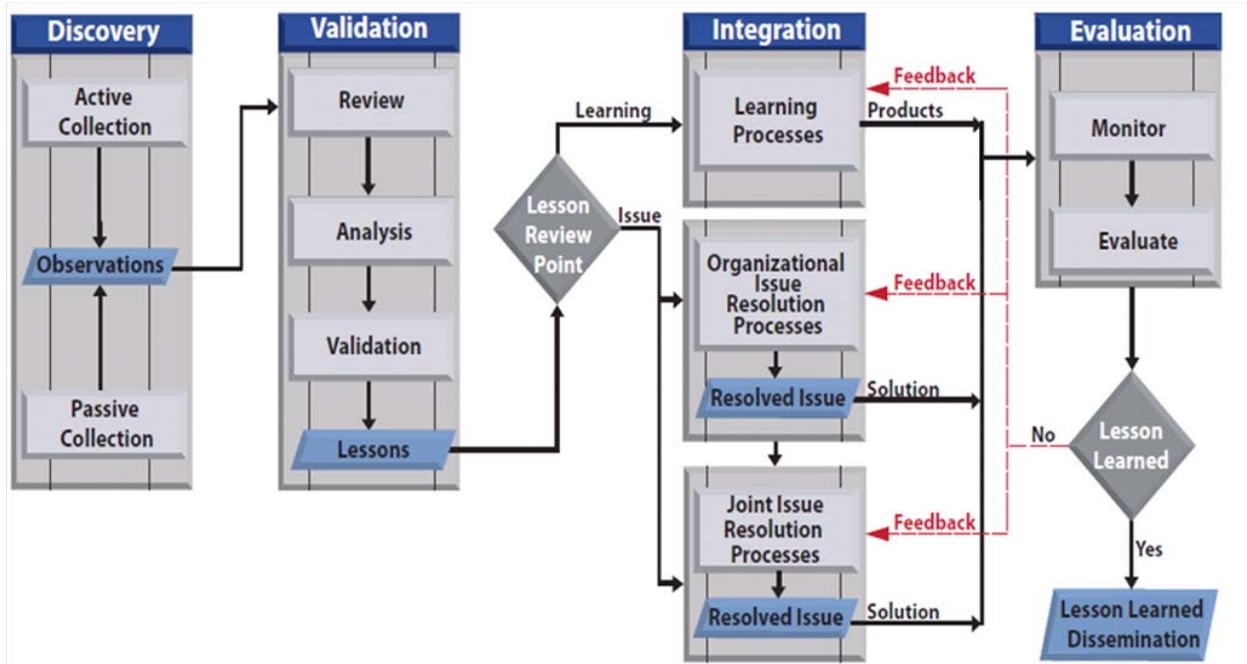 Discovery
Active
Collection
Observations
Passive
Collection
Validation
Review
Analysis
Validation
Lessons
Learning
Lesson
Review
Point
Issue
Integration
Learning
Processes
Products
Feedback
Organizational
Issue
Resolution
Processes
Feedback
Resolved Issue
Solution
Joint Issue
Resolution
Processes
Feedback
Resolved Issue
Solution
Evaluation
Monitor
Evaluate
Lesson
Learned
No
Yes
Lesson Learned
Dissemination